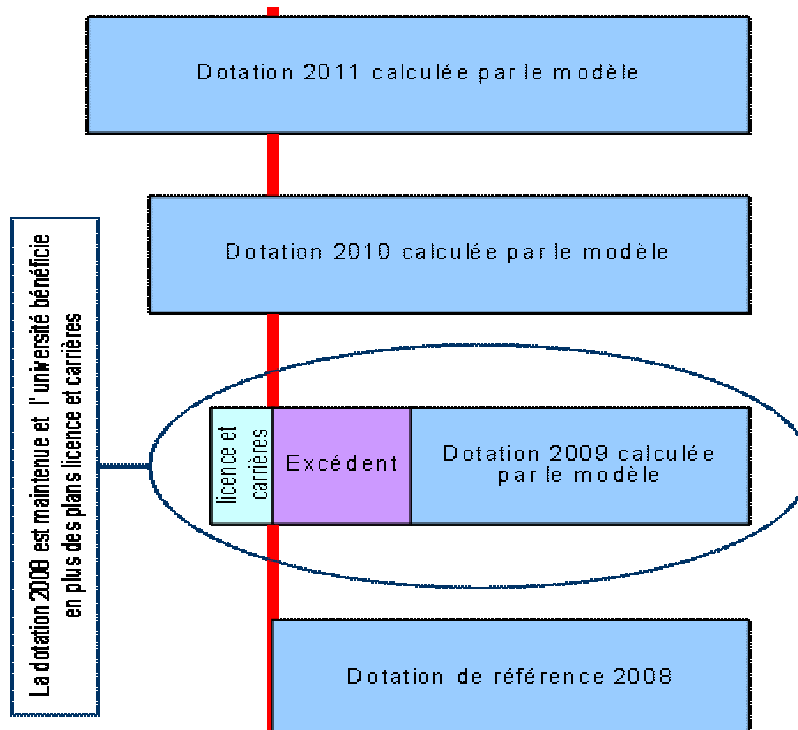 Dotation 2011 calculée par le modèle
Dotation 2010 calculée par le modèle
La dotation 2008 est maintenue et l'université bénéficie
en plus des plans licence et carrières
licence et
carrières
Excédent
Dotation 2009 calculée
par le modèle
Dotation de référence 2008